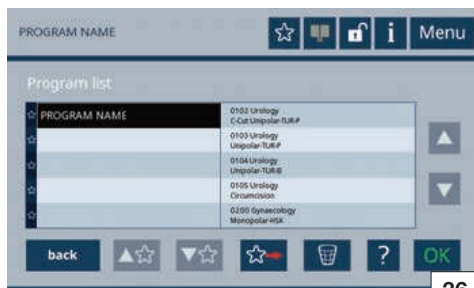 PROGRAM NAME
i
Menu
Program list
PROGRAM NAME
0102 Urology
C-Cut Unipolar-TUR-P
0103 Urology
Unipolar-TUR-P
0104 Urology
Unipolar-TUR-B
0105 Urology
Circumcision
0200 Gynaecology
Monopolar-HSK
back
?
OK
26